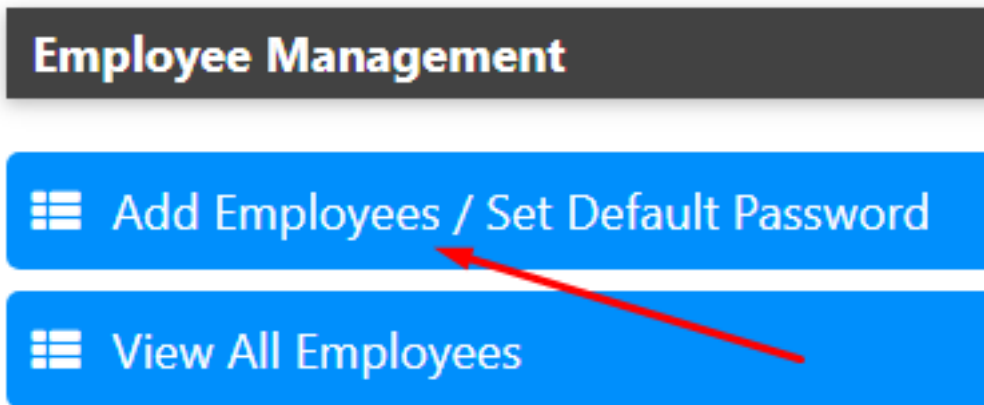 Employee Management
Add Employees / Set Default Password
View All Employees